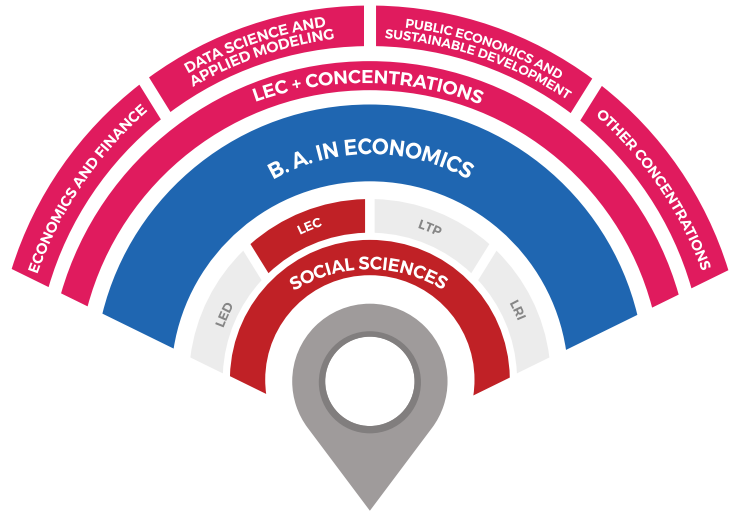 ECONOMICS AND FINANCE
DATA SCIENCE AND
APPLIED MODELING
PUBLIC ECONOMICS AND
SUSTAINABLE DEVELOPMENT
OTHER CONCENTRATIONS
LEC + CONCENTRATIONS
B. A. IN ECONOMICS
LED
LEC
LTP
LRI
SOCIAL SCIENCES